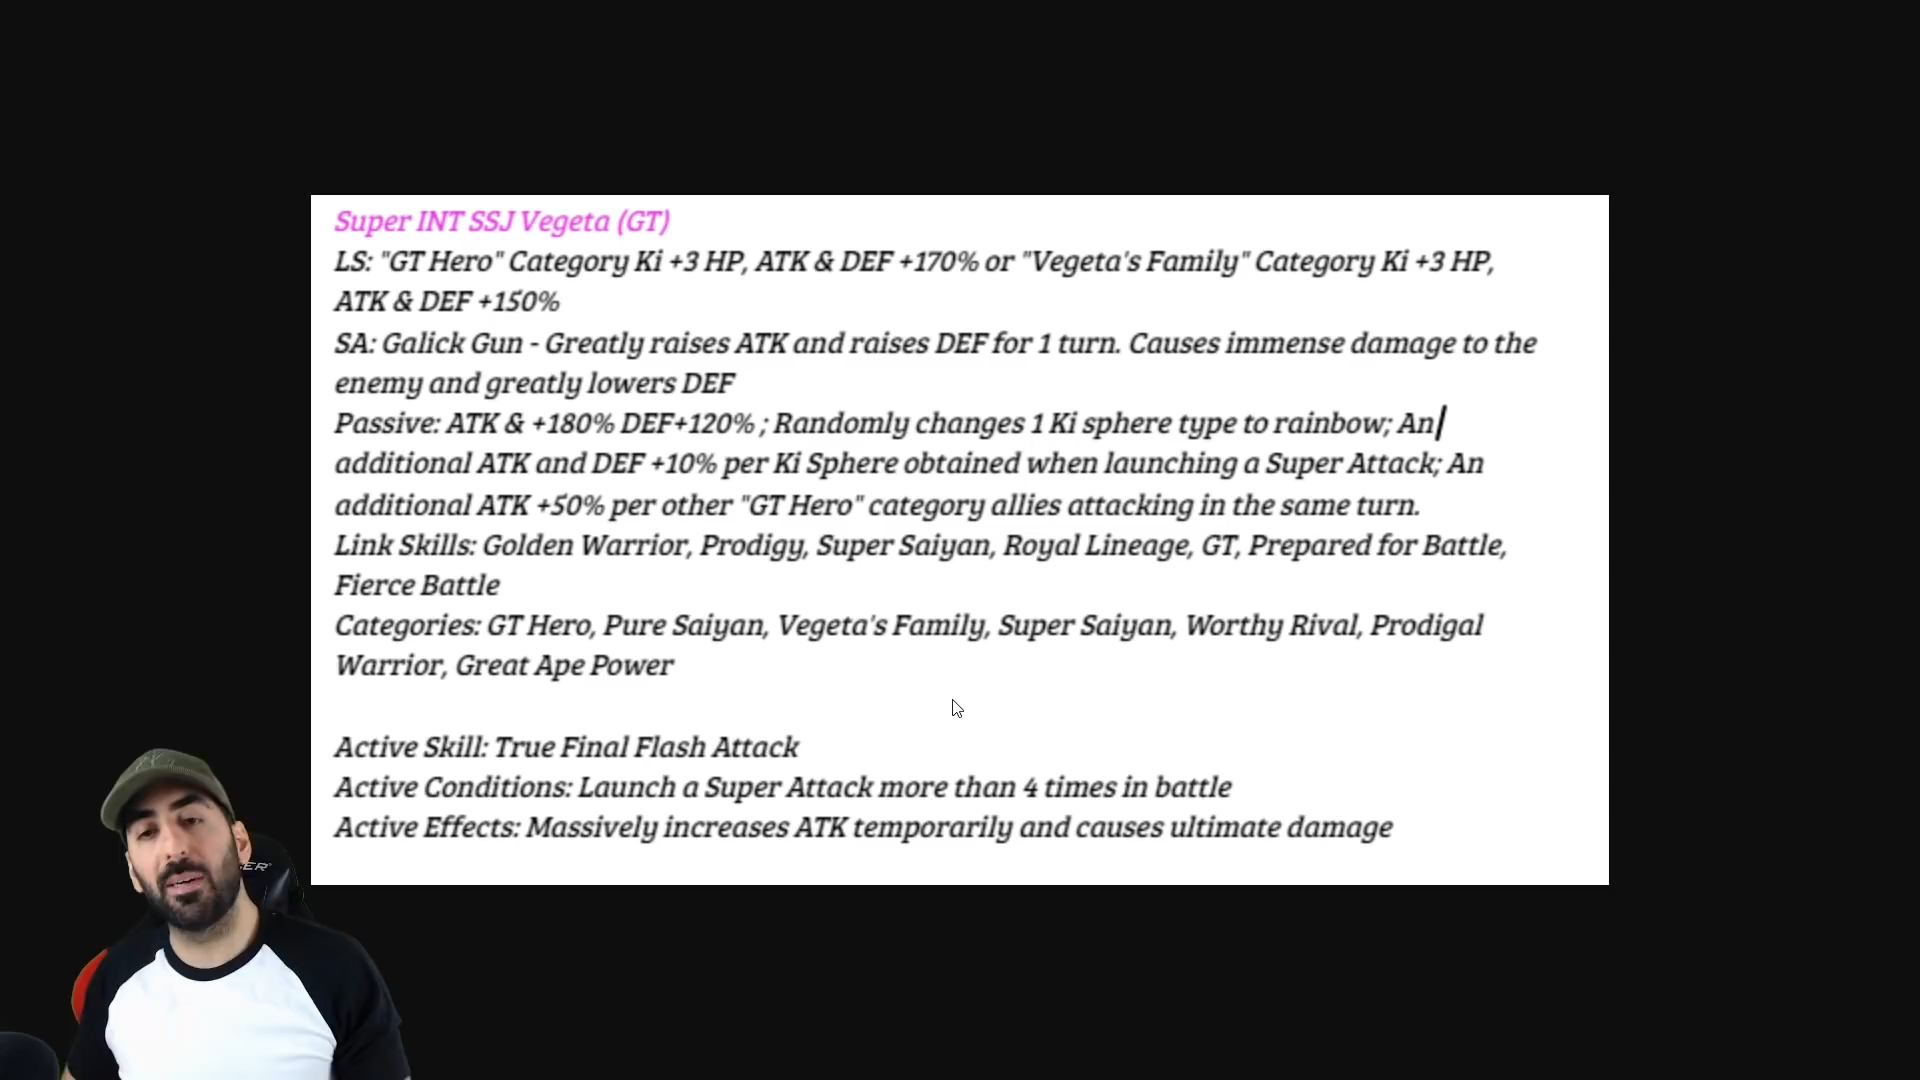 Super INT SSJ Vegeta (GT)
LS: "GT Hero" Category Ki +3 HP, ATK & DEF +170% or "Vegeta's Family" Category Ki +3 HP,
ATK & DEF +150%
SA: Galick Gun - Greatly raises ATK and raises DEF for 1 turn. Causes immense damage to the
enemy and greatly lowers DEF
Passive: ATK & +180% DEF+120% ; Randomly changes 1 Ki sphere type to rainbow; An
additional ATK and DEF +10% per Ki Sphere obtained when launching a Super Attack; An
additional ATK +50% per other "GT Hero" category allies attacking in the same turn.
Link Skills: Golden Warrior, Prodigy, Super Saiyan, Royal Lineage, GT, Prepared for Battle,
Fierce Battle
Categories: GT Hero, Pure Saiyan, Vegeta's Family, Super Saiyan, Worthy Rival, Prodigal
Warrior, Great Ape Power
Active Skill: True Final Flash Attack
Active Conditions: Launch a Super Attack more than 4 times in battle
Active Effects: Massively increases ATK temporarily and causes ultimate damage